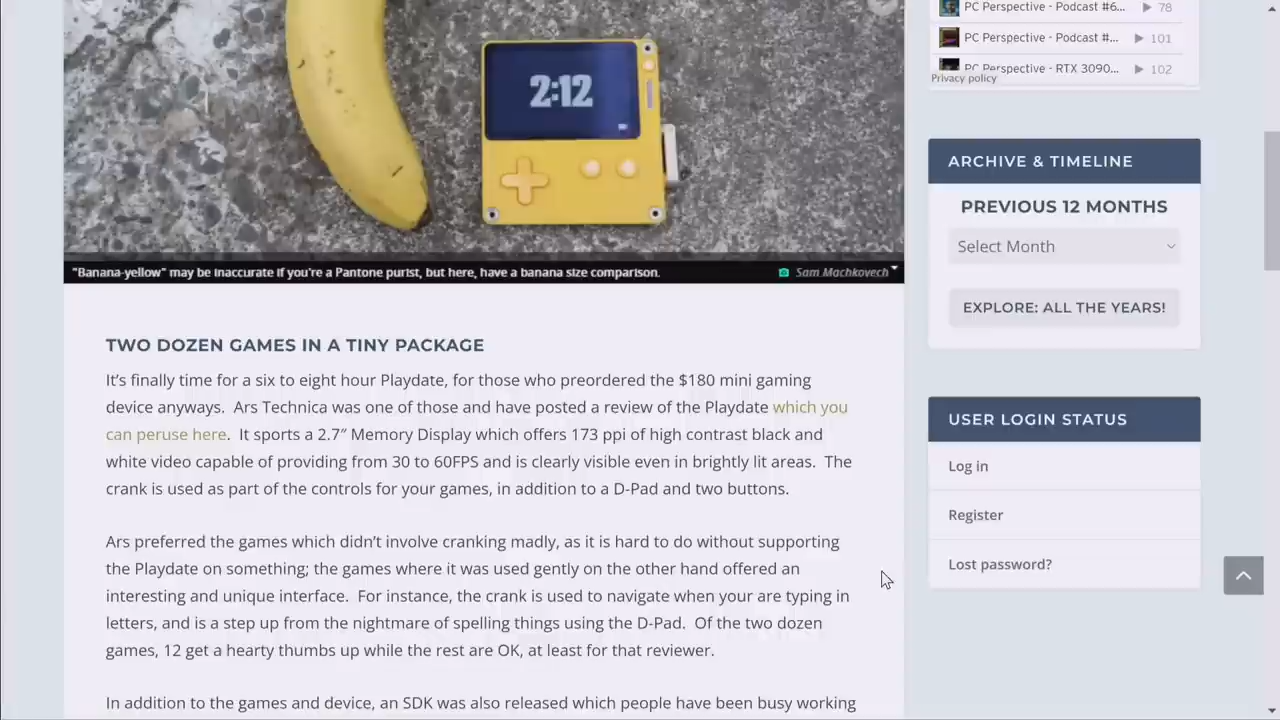 PC Perspective - Podcast #6... 78
PC Perspective - Podcast #... 101
PC Perspective - RTX 3090... 102
Privacy policy
2:12
"Banana-yellow" may be inaccurate if you're a Pantone purist, but here, have a banana size comparison.
Sam Machkovech
ARCHIVE & TIMELINE
PREVIOUS 12 MONTHS
Select Month
EXPLORE: ALL THE YEARS!
TWO DOZEN GAMES IN A TINY PACKAGE
It's finally time for a six to eight hour Playdate, for those who preordered the $180 mini gaming
device anyways.  Ars Technica was one of those and have posted a review of the Playdate which you
can peruse here.  It sports a 2.7″ Memory Display which offers 173 ppi of high contrast black and
white video capable of providing from 30 to 60FPS and is clearly visible even in brightly lit areas.  The
crank is used as part of the controls for your games, in addition to a D-Pad and two buttons.
Ars preferred the games which didn't involve cranking madly, as it is hard to do without supporting
the Playdate on something; the games where it was used gently on the other hand offered an
interesting and unique interface.  For instance, the crank is used to navigate when your are typing in
letters, and is a step up from the nightmare of spelling things using the D-Pad.  Of the two dozen
games, 12 get a hearty thumbs up while the rest are OK, at least for that reviewer.
In addition to the games and device, an SDK was also released which people have been busy working
USER LOGIN STATUS
Log in
Register
Lost password?